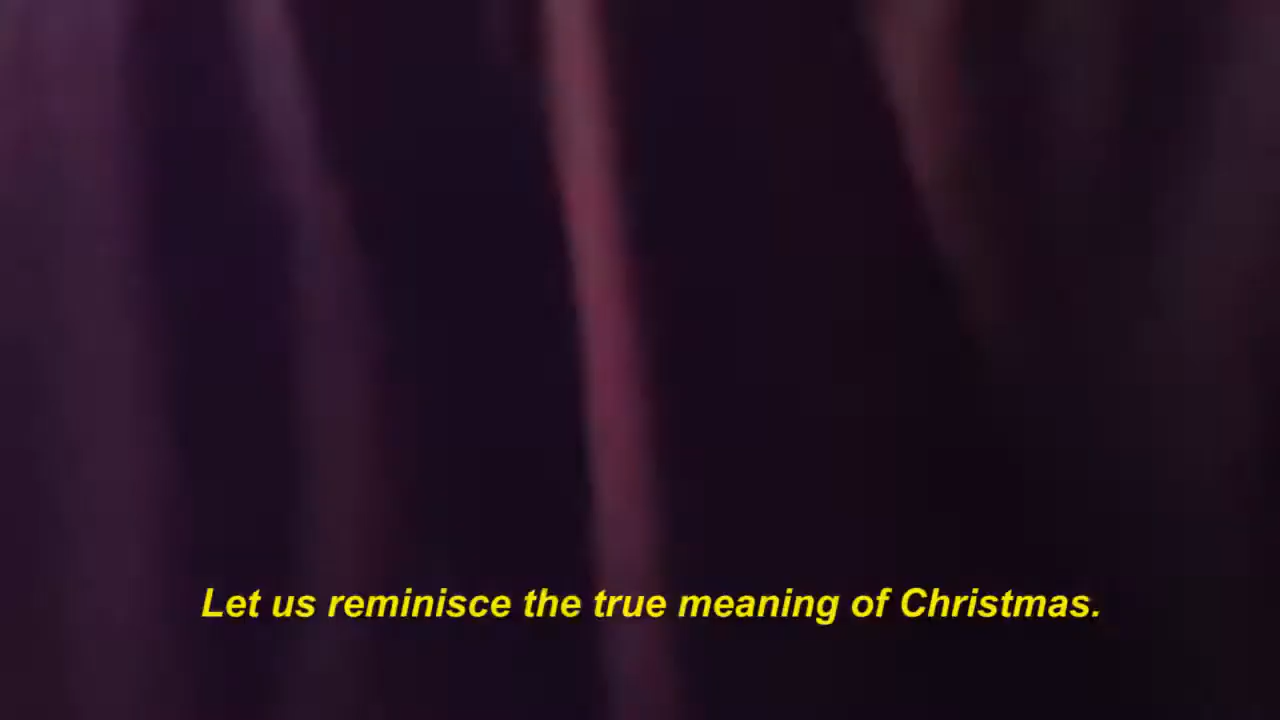 Let us reminisce the true meaning of Christmas.